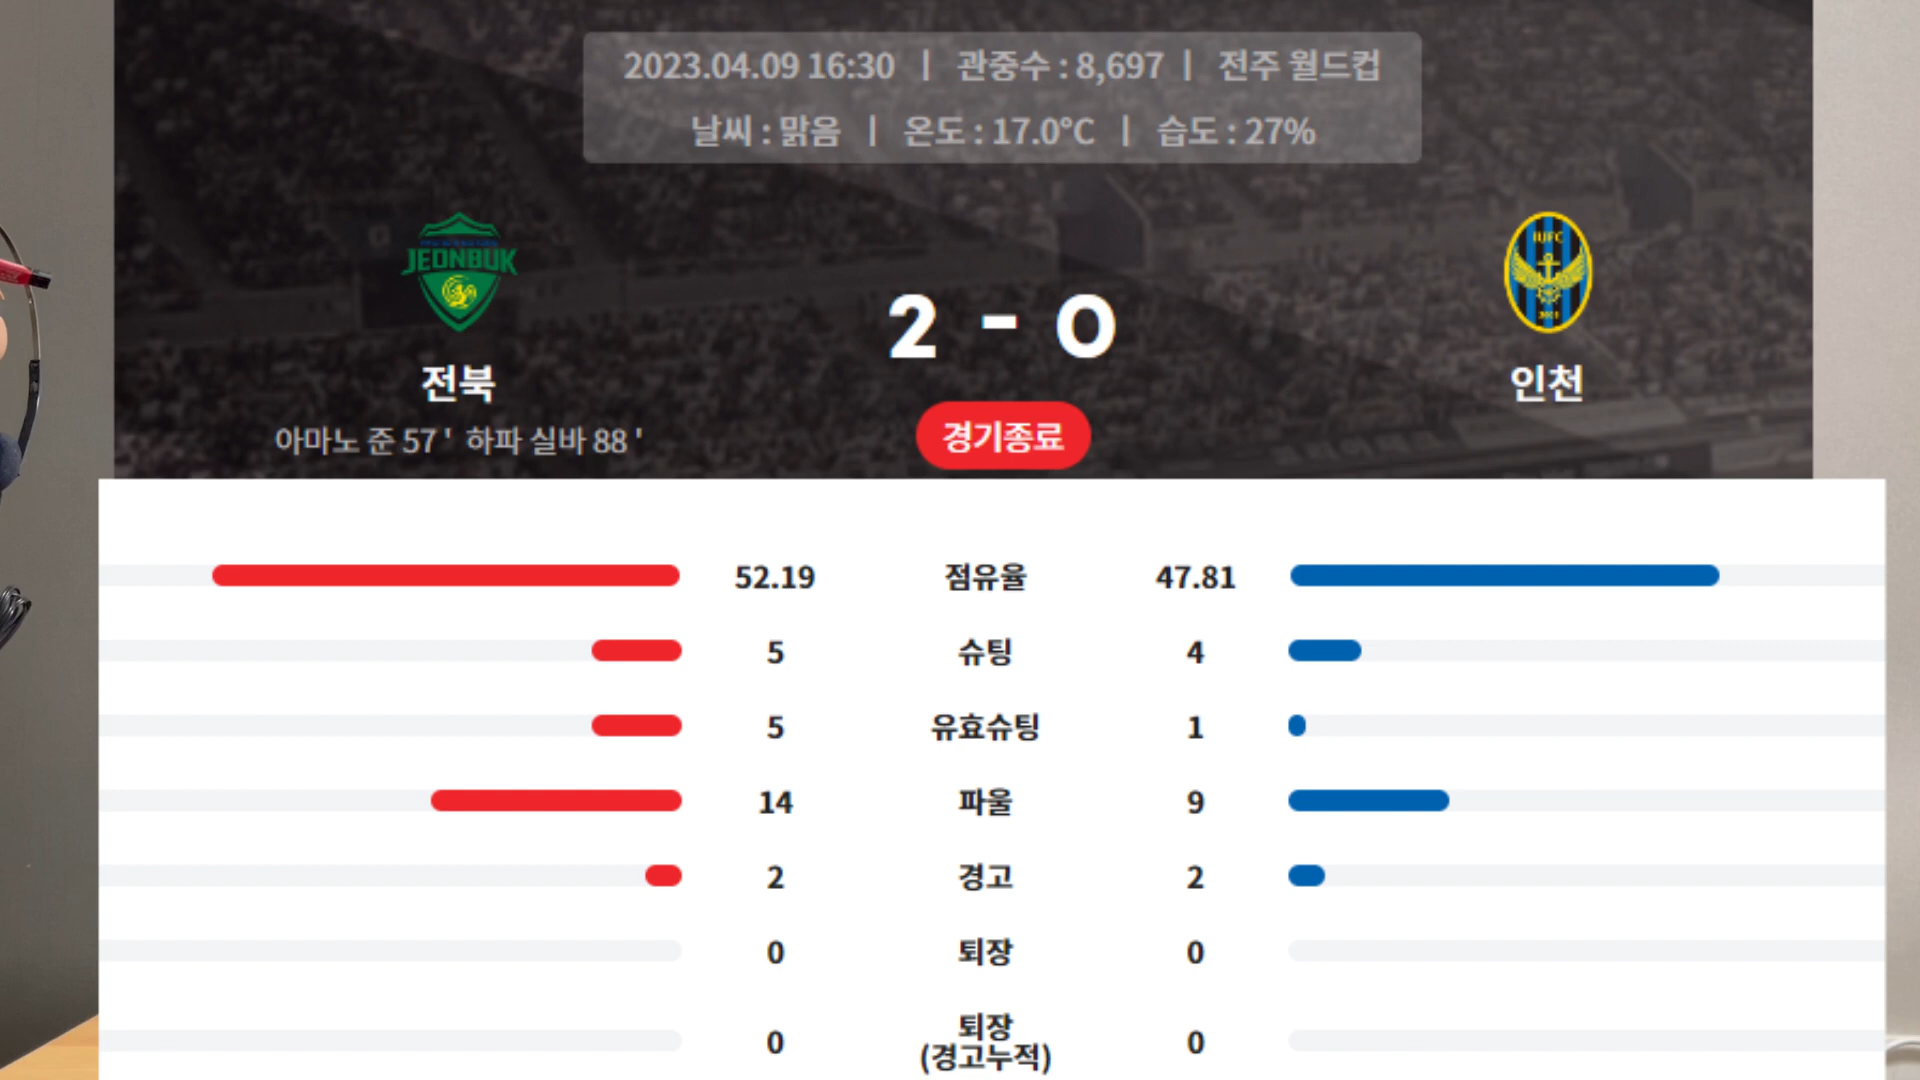 2023.04.09 16:30 | 관중수 : 8,697 | 전주 월드컵
날씨 : 맑음 | 온도 : 17.0°C | 습도 : 27%
JEONBUK
IUFC
2 - 0
전북
인천
아마노 준 57 ' 하파 실바 88 '
경기종료
52.19 점유율 47.81
5 슈팅 4
5 유효슈팅 1
14 파울 9
2 경고 2
0 퇴장 0
0 퇴장 (경고누적) 0